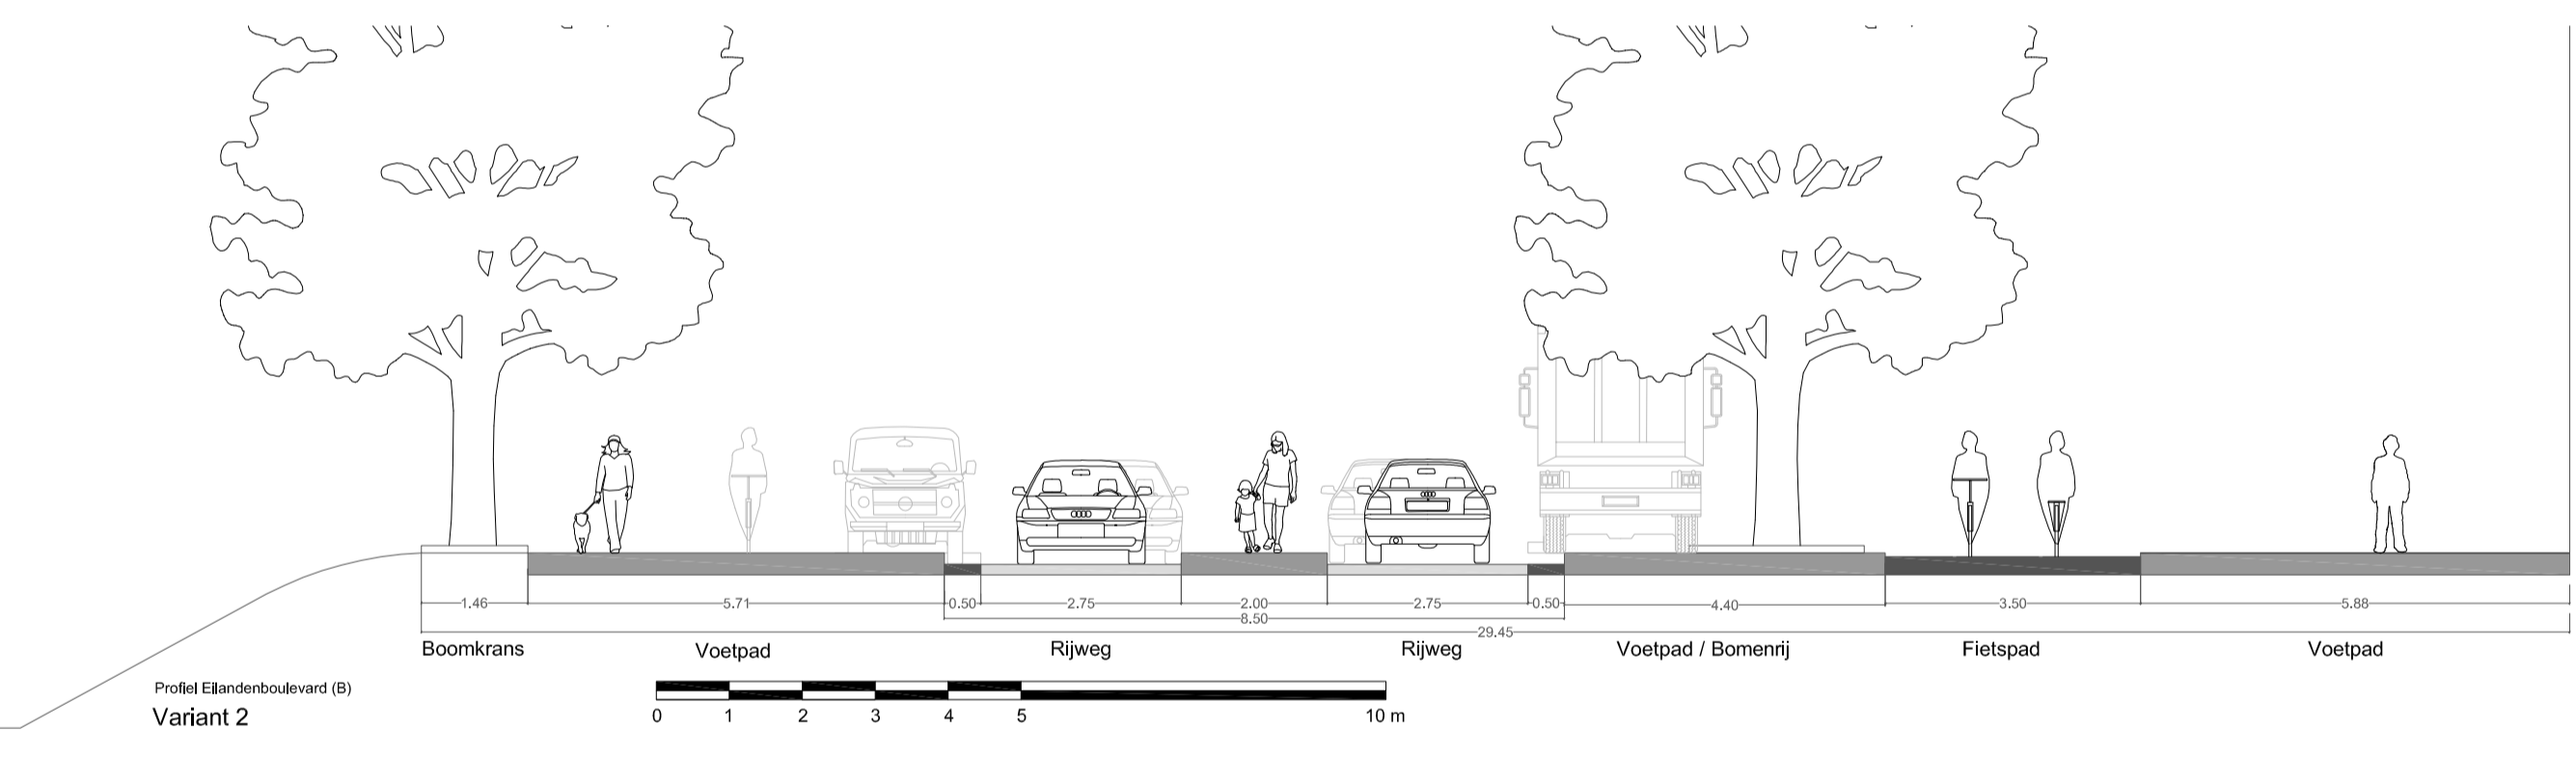 1.46 5.71 0.50 2.75 2.00 2.75 0.50 4.40 3.50 5.88
8.50
29.45
Boomkrans Voetpad Rijweg Rijweg Voetpad / Bomenrij Fietspad Voetpad
Profiel Eilandenboulevard (B)
Variant 2
0 1 2 3 4 5 10 m